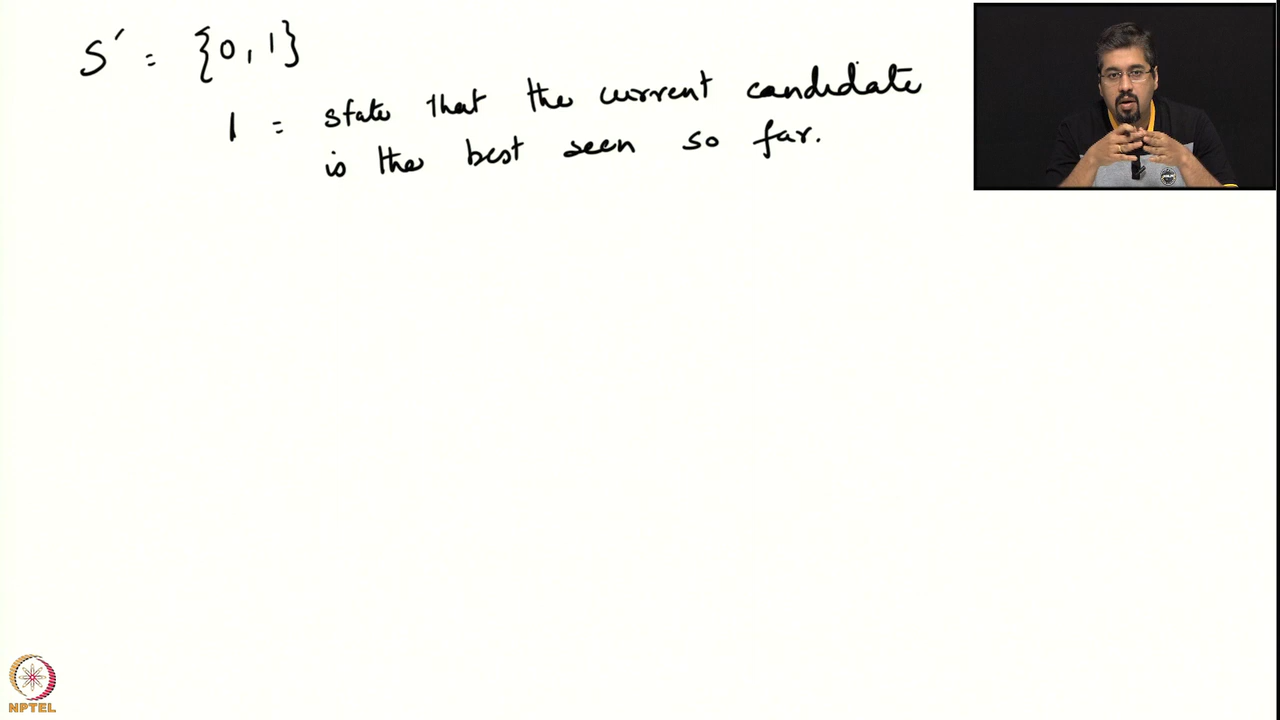 S′ = {0, 1}
1 = state that the current candidate
is the best seen so far.
NPTEL